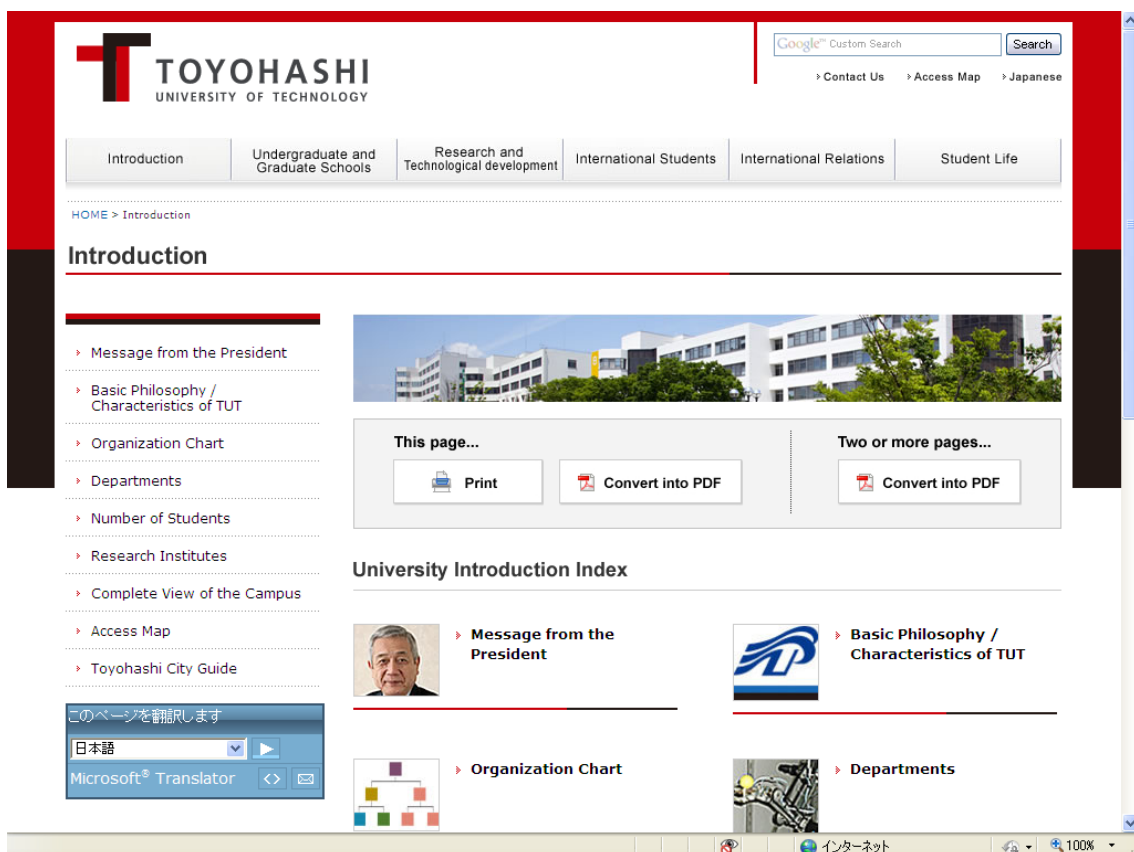 TOYOHASHI
UNIVERSITY OF TECHNOLOGY
Google™ Custom Search
Search
Contact Us
Access Map
Japanese
Introduction
Undergraduate and
Graduate Schools
Research and
Technological development
International Students
International Relations
Student Life
HOME > Introduction
Introduction
Message from the President
Basic Philosophy /
Characteristics of TUT
Organization Chart
Departments
Number of Students
Research Institutes
Complete View of the Campus
Access Map
Toyohashi City Guide
このページを翻訳します
日本語
Microsoft® Translator
This page...
Print
Convert into PDF
Two or more pages...
Convert into PDF
University Introduction Index
Message from the
President
Basic Philosophy /
Characteristics of TUT
Organization Chart
Departments
インターネット
100%